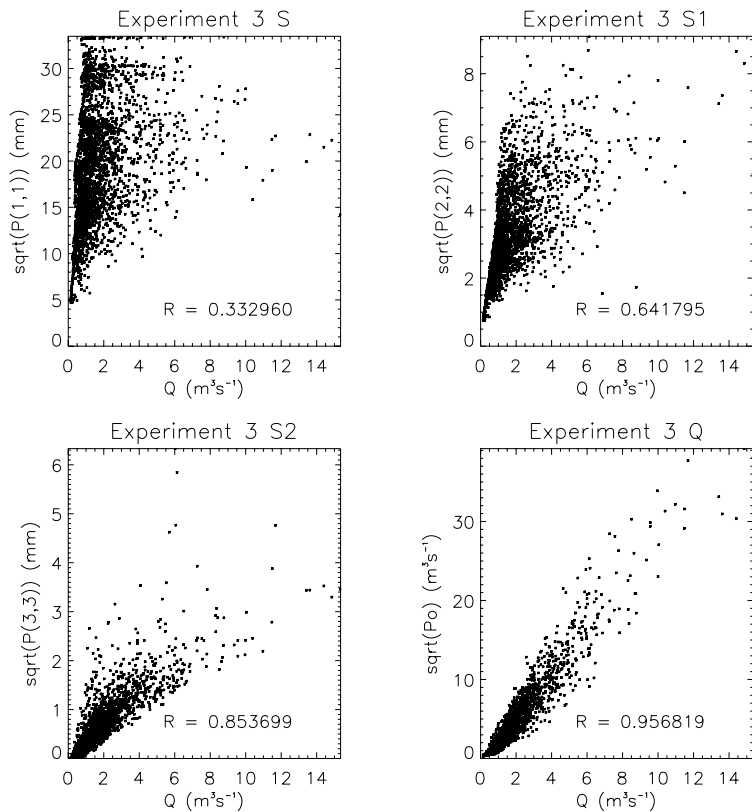 Experiment 3 S
sqrt(P(1,1)) (mm)
30
25
20
15
10
5
0
R = 0.332960
0 2 4 6 8 10 12 14
Q (m³s⁻¹)
Experiment 3 S1
sqrt(P(2,2)) (mm)
8
6
4
2
0
R = 0.641795
0 2 4 6 8 10 12 14
Q (m³s⁻¹)
Experiment 3 S2
sqrt(P(3,3)) (mm)
6
5
4
3
2
1
0
R = 0.853699
0 2 4 6 8 10 12 14
Q (m³s⁻¹)
Experiment 3 Q
sqrt(Po) (m³s⁻¹)
30
20
10
0
R = 0.956819
0 2 4 6 8 10 12 14
Q (m³s⁻¹)